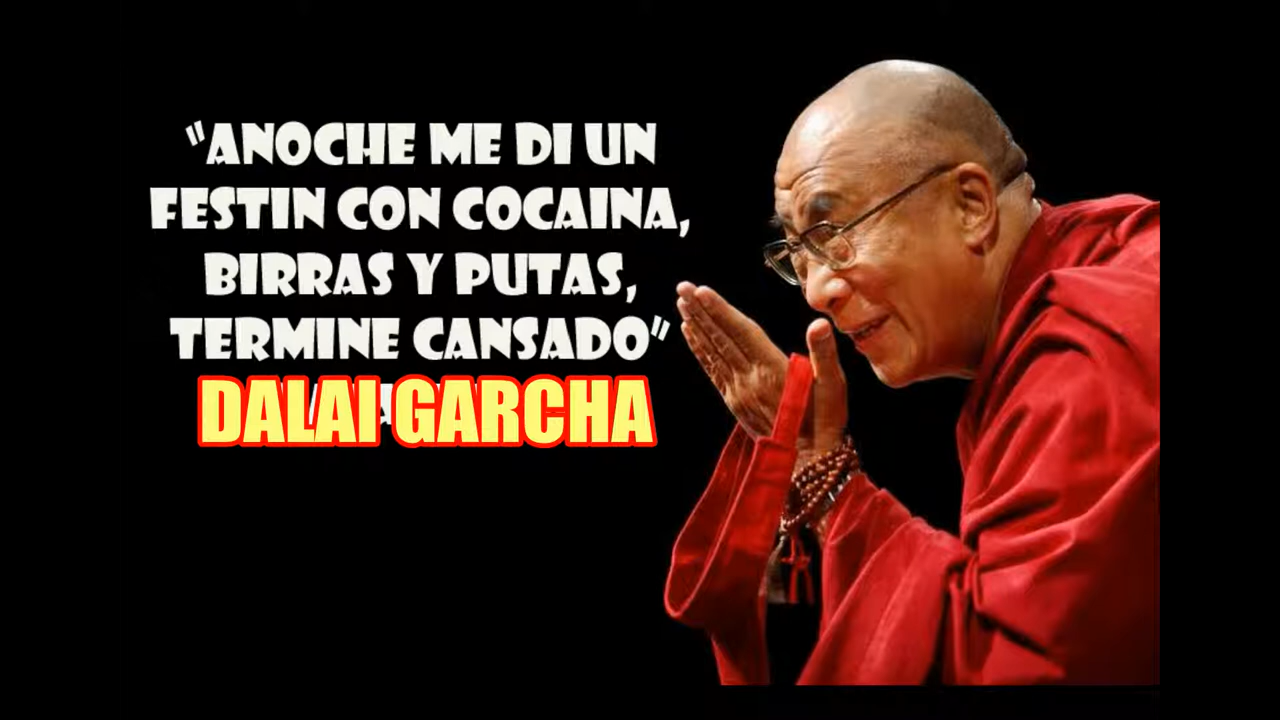 "ANOCHE ME DI UN
FESTIN CON COCAINA,
BIRRAS Y PUTAS,
TERMINE CANSADO"
DALAI GARCHA